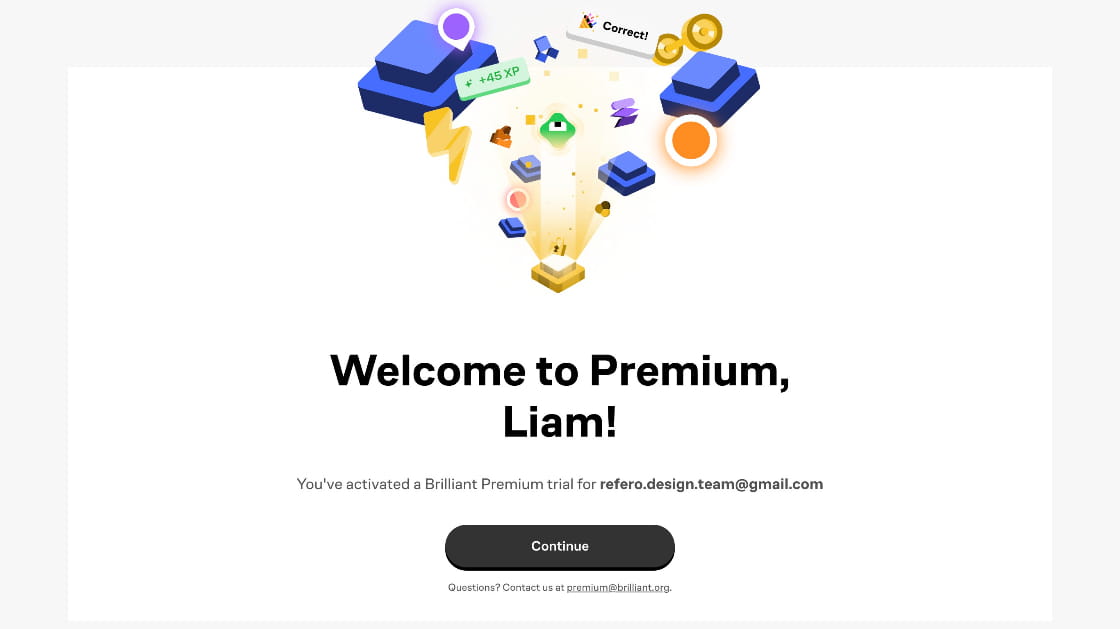 Correct!
+45 XP
Welcome to Premium,
Liam!
You've activated a Brilliant Premium trial for refero.design.team@gmail.com
Continue
Questions? Contact us at premium@brilliant.org.